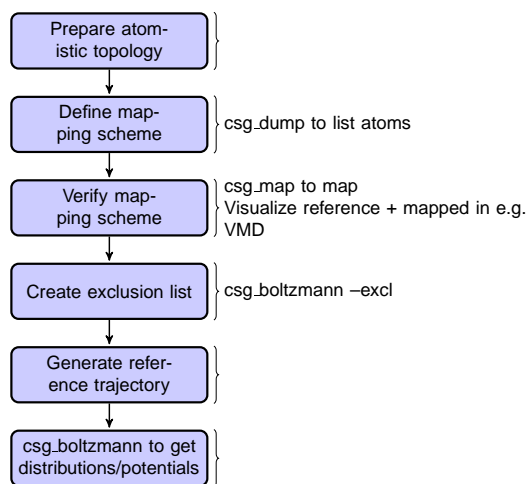 Prepare atom-
istic topology
Define map-
ping scheme
csg_dump to list atoms
Verify map-
ping scheme
csg_map to map
Visualize reference + mapped in e.g.
VMD
Create exclusion list
csg_boltzmann –excl
Generate refer-
ence trajectory
csg_boltzmann to get
distributions/potentials